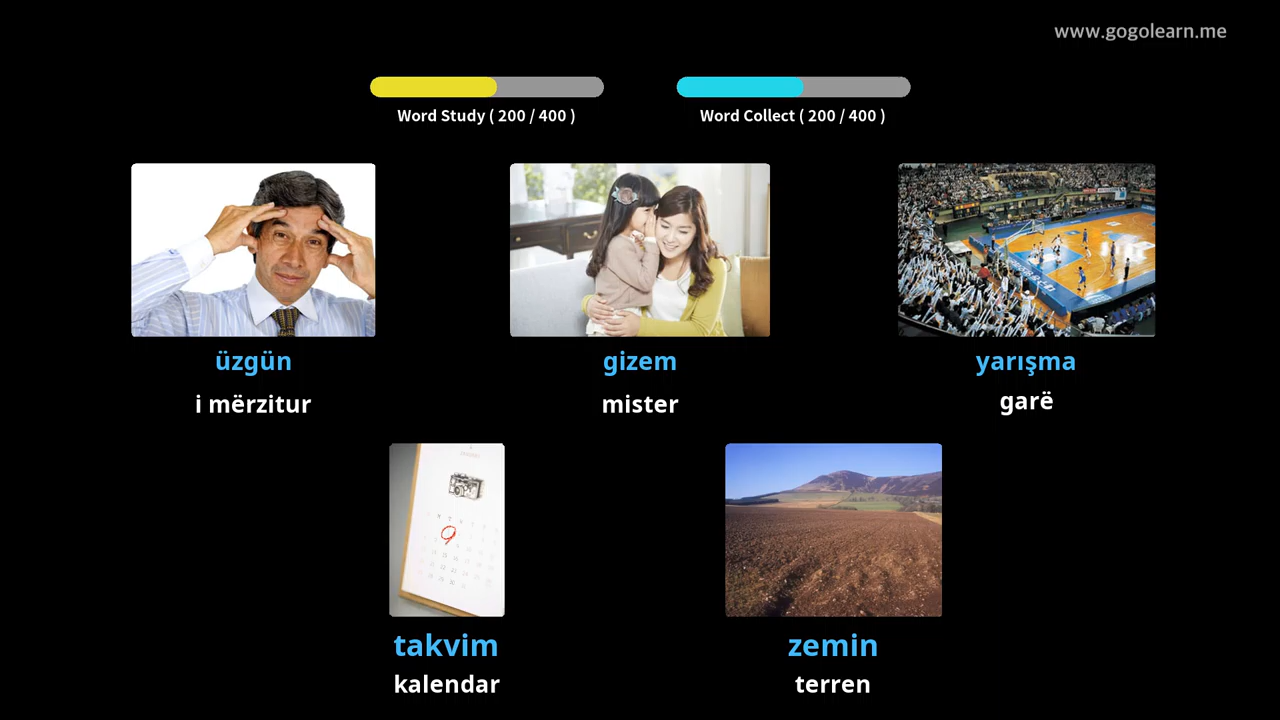 www.gogolearn.me
Word Study ( 200 / 400 )
Word Collect ( 200 / 400 )
üzgün
gizem
yarışma
i mërzitur
mister
garë
takvim
zemin
kalendar
terren